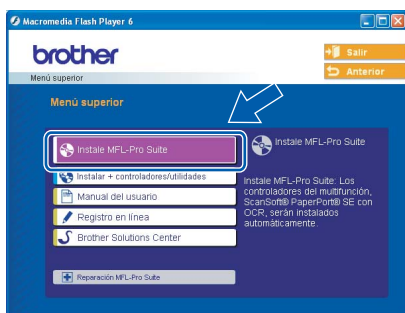 Macromedia Flash Player 6
brother
Salir
Anterior
Menú superior
Menú superior
Instale MFL-Pro Suite
Instalar + controladores/utilidades
Manual del usuario
Registro en línea
Brother Solutions Center
Reparación MFL-Pro Suite
Instale MFL-Pro Suite
Instale MFL-Pro Suite: Los
controladores del multifunción,
ScanSoft® PaperPort® SE con
OCR, serán instalados
automáticamente.